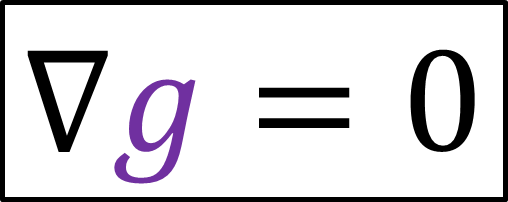 ∇g = 0